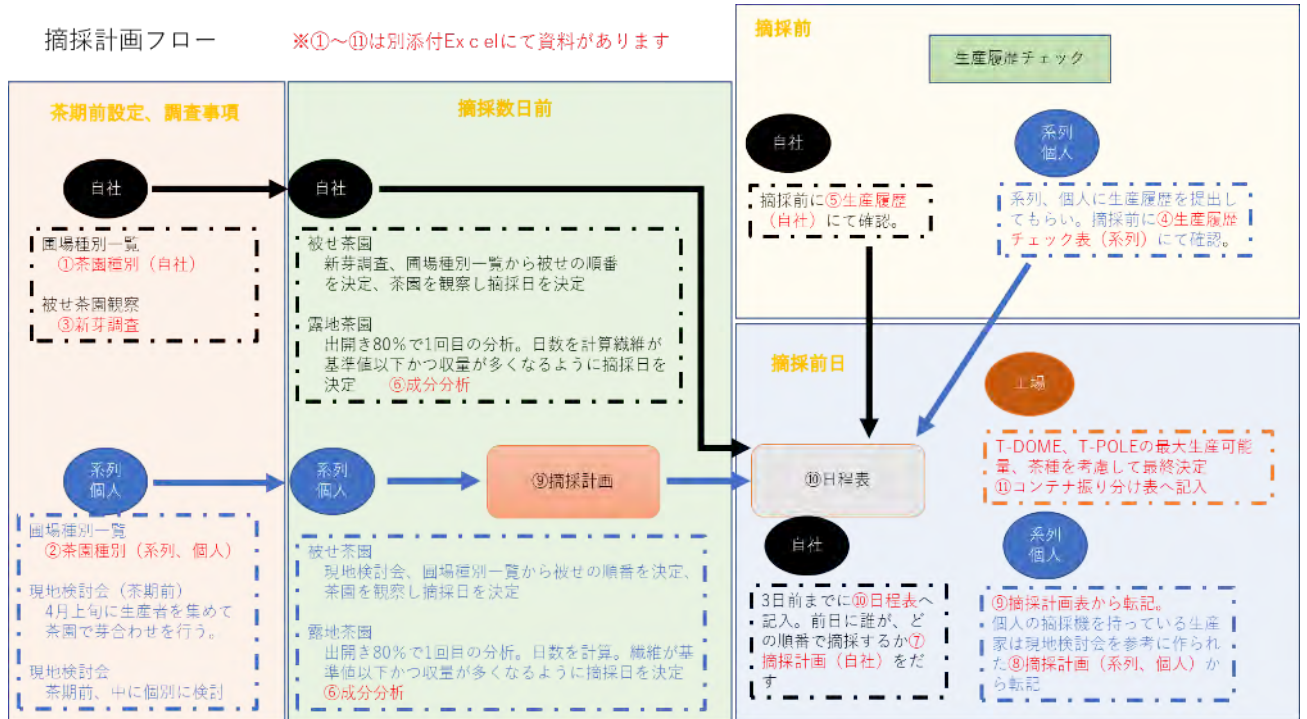 摘採計画フロー
※①～⑪は別添付Excelにて資料があります
茶期前設定、調査事項
自社
圃場種別一覧
①茶園種別（自社）
被せ茶園観察
③新芽調査
系列
個人
圃場種別一覧
②茶園種別（系列、個人）
現地検討会（茶期前）
4月上旬に生産省を集めて
茶園で芽合わせを行う。
現地検討会
茶期前、中に個別に検討
摘採数日前
自社
被せ茶園
新芽調査、圃場種別一覧から被せの順番
を決定、茶園を観察し摘採日を決定
露地茶園
出開き80％で1回目の分析。日数を計算繊維が
基準値以下かつ収量が多くなるように摘採日を
決定　⑥成分分析
系列
個人
⑨摘採計画
被せ茶園
現地検討会、圃場種別一覧から被せの順番を決定、
茶園を観察し摘採日を決定
露地茶園
出開き80％で1回目の分析。日数を計算。繊維が基
準値以下かつ収量が多くなるように摘採日を決定
⑥成分分析
摘採前
生産履歴チェック
自社
摘採前に⑤生産履歴
（自社）にて確認。
系列
個人
系列、個人に生産履歴を提出し
てもらい。摘採前に④生産履歴
チェック表（系列）にて確認。
摘採前日
工場
T-DOME、T-POLEの最大生産可能
量、茶種を考慮して最終決定
⑪コンテナ振り分け表へ記入
⑩日程表
自社
3日前までに⑩日程表へ
記入。前日に誰が、ど
の順番で摘採するか⑦
摘採計画（自社）をだ
す
系列
個人
⑨摘採計画表から転記。
個人の摘採機を持っている生産
家は現地検討会を参考に作られ
た⑧摘採計画（系列、個人）か
ら転記